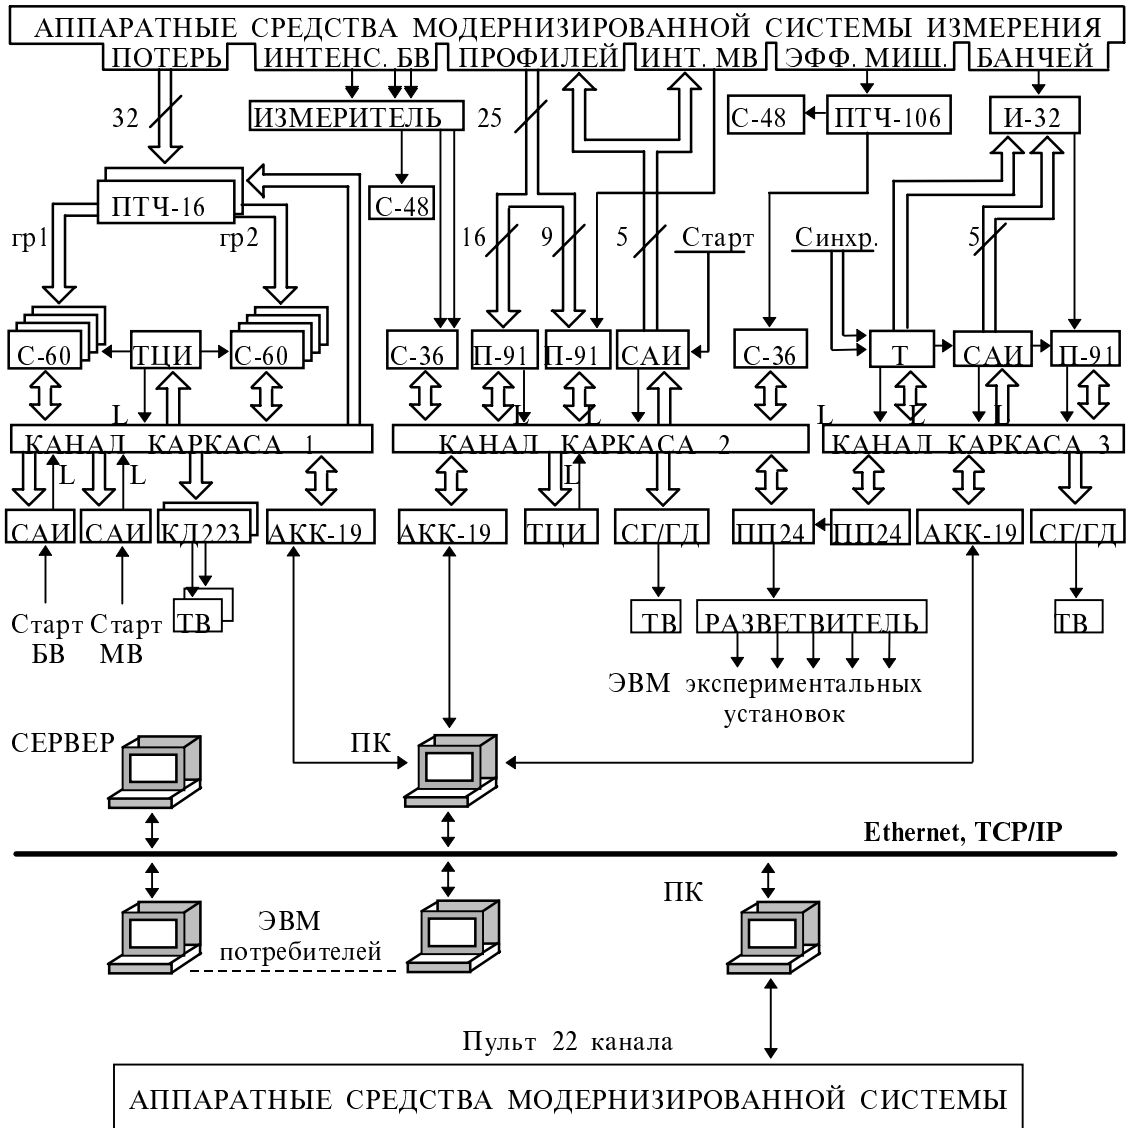 АППАРАТНЫЕ СРЕДСТВА МОДЕРНИЗИРОВАННОЙ СИСТЕМЫ ИЗМЕРЕНИЯ
ПОТЕРЬ ИНТЕНС. БВ ПРОФИЛЕЙ ИНТ. МВ ЭФФ. МИШ. БАНЧЕЙ
32 ИЗМЕРИТЕЛЬ 25 С-48 ПТЧ-106 И-32
ПТЧ-16 С-48
гр1 гр2 16 9 5 Старт Синхр. 5
С-60 ТЦИ С-60 С-36 П-91 П-91 САИ С-36 Т САИ П-91
L L L L L L
КАНАЛ КАРКАСА 1 КАНАЛ КАРКАСА 2 КАНАЛ КАРКАСА 3
L L L
САИ САИ КД223 АКК-19 АКК-19 ТЦИ СГ/ГД ПП24 ПП24 АКК-19 СГ/ГД
Старт Старт ТВ ТВ РАЗВЕТВИТЕЛЬ ТВ
БВ МВ
ЭВМ экспериментальных
установок
СЕРВЕР ПК
Ethernet, TCP/IP
ПК
ЭВМ
потребителей
Пульт 22 канала
АППАРАТНЫЕ СРЕДСТВА МОДЕРНИЗИРОВАННОЙ СИСТЕМЫ